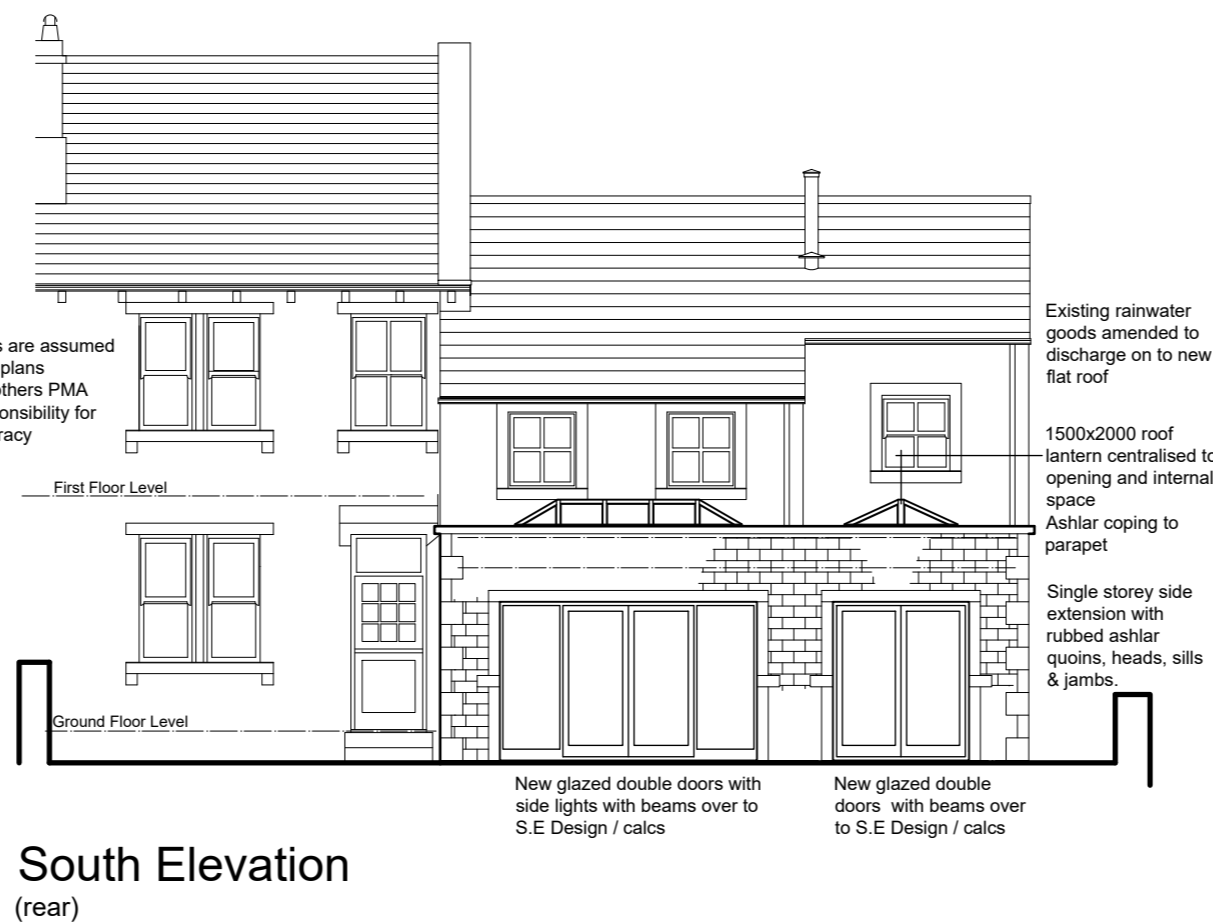 s are assumed
plans
others PMA
onsibility for
racy
First Floor Level
Ground Floor Level
Existing rainwater
goods amended to
discharge on to new
flat roof
1500x2000 roof
lantern centralised to
opening and internal
space
Ashlar coping to
parapet
Single storey side
extension with
rubbed ashlar
quoins, heads, sills
& jambs.
New glazed double doors with
side lights with beams over to
S.E Design / calcs
New glazed double
doors with beams over
to S.E Design / calcs
South Elevation
(rear)